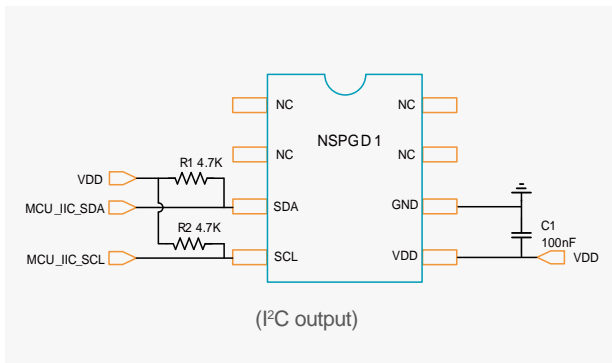 NC
NC
NSPGD1
R1 4.7K
NC
NC
VDD
MCU_IIC_SDA
SDA
GND
C1
100nF
R2 4.7K
MCU_IIC_SCL
SCL
VDD
VDD
(I²C output)